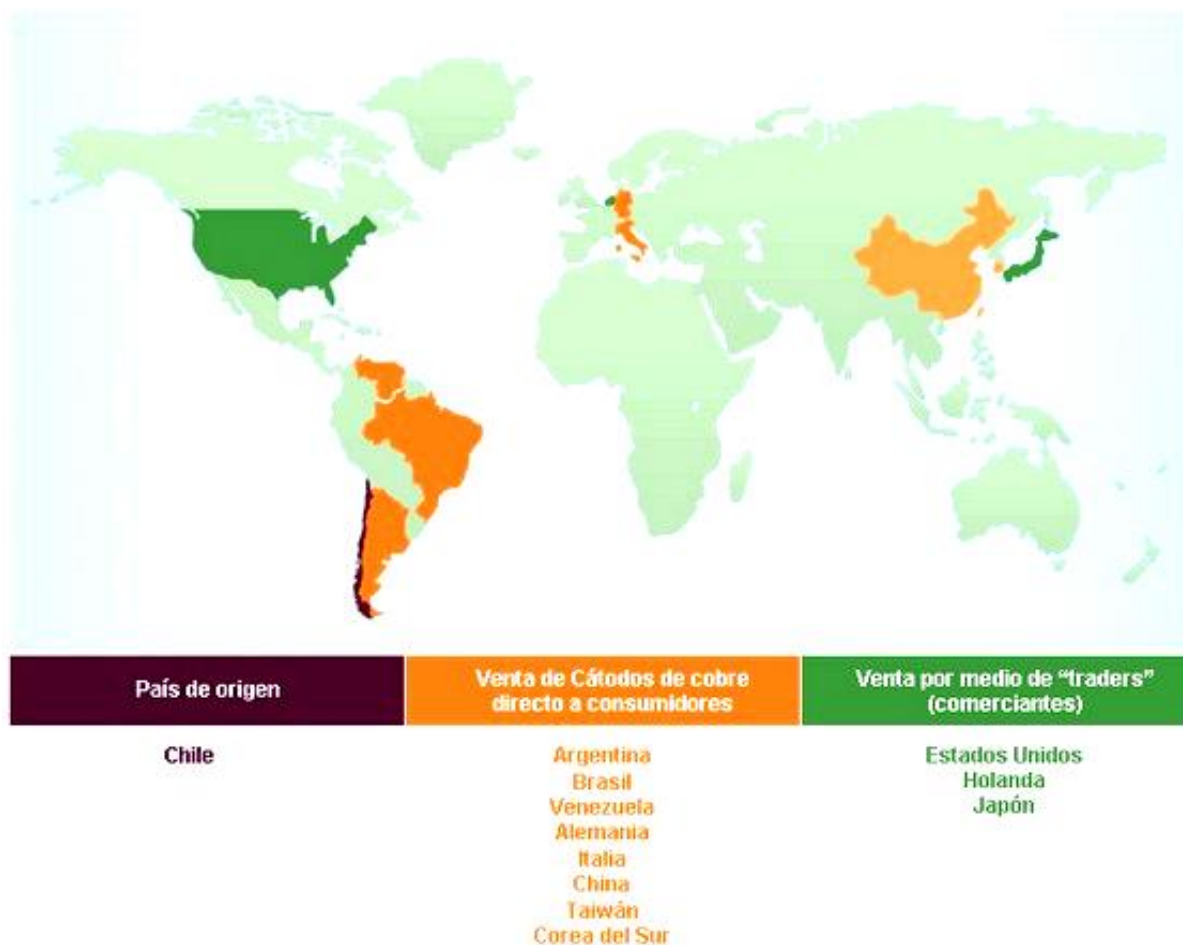 País de origen
Venta de Cátodos de cobre
directo a consumidores
Venta por medio de “traders”
(comerciantes)
Chile
Argentina
Brasil
Venezuela
Alemania
Italia
China
Taiwán
Corea del Sur
Estados Unidos
Holanda
Japón